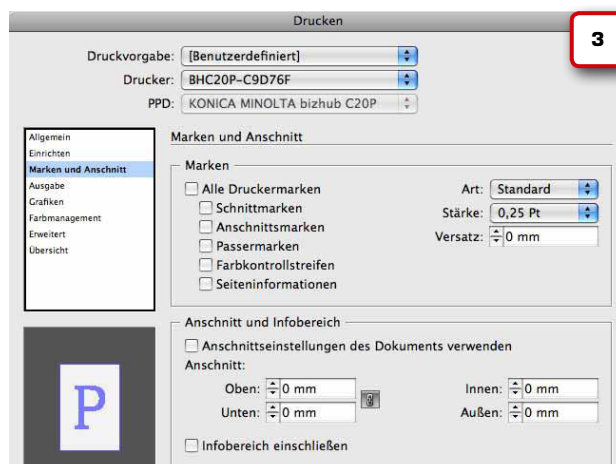 Drucken
3
Druckvorgabe: [Benutzerdefiniert]
Drucker: BHC20P-C9D76F
PPD: KONICA MINOLTA bizhub C20P
Allgemein
Einrichten
Marken und Anschnitt
Ausgabe
Grafiken
Farbmanagement
Erweitert
Übersicht
Marken und Anschnitt
Marken
Alle Druckermarken
Schnittmarken
Anschnittsmarken
Passermarken
Farbkontrollstreifen
Seiteninformationen
Art: Standard
Stärke: 0,25 Pt
Versatz: 0 mm
Anschnitt und Infobereich
Anschnittseinstellungen des Dokuments verwenden
Anschnitt:
Oben: 0 mm
Innen: 0 mm
Unten: 0 mm
Außen: 0 mm
Infobereich einschließen
P